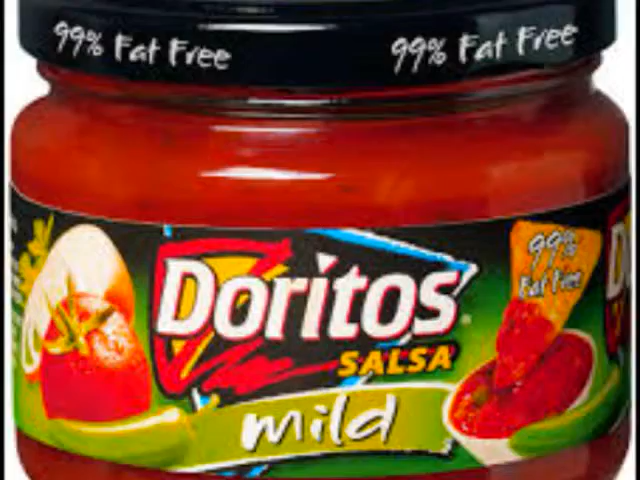 99% Fat Free
99% Fat Free
Doritos
SALSA
mild
99%
Fat Free